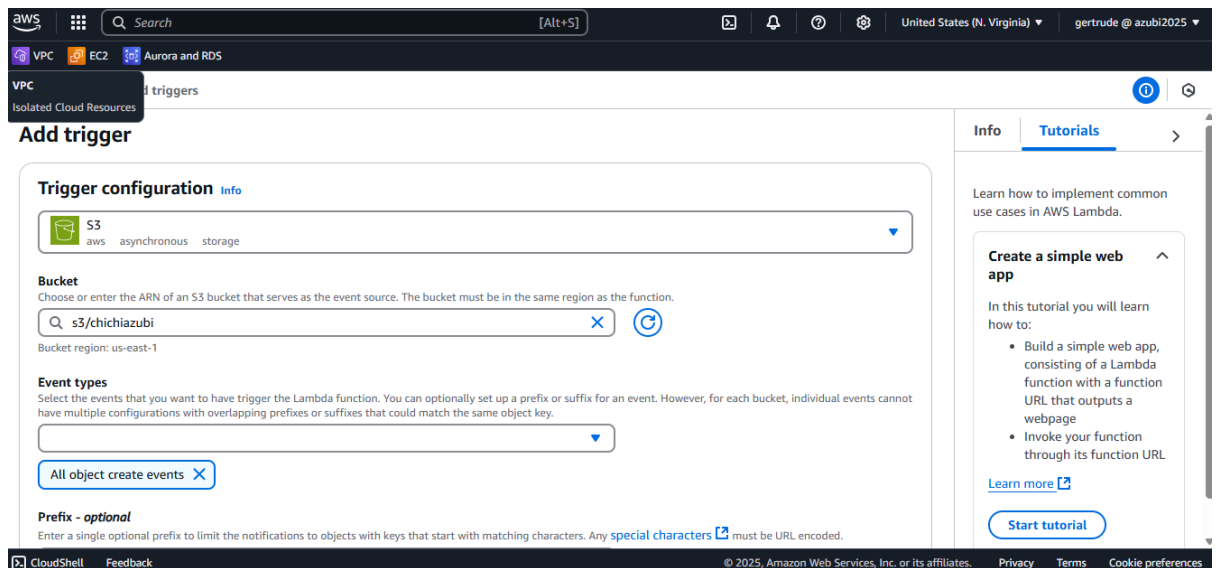 aws
Search
[Alt+S]
United States (N. Virginia)
gertrude @ azubi2025
VPC
EC2
Aurora and RDS
VPC
Isolated Cloud Resources
d triggers
Add trigger
Trigger configuration Info
S3
aws asynchronous storage
Bucket
Choose or enter the ARN of an S3 bucket that serves as the event source. The bucket must be in the same region as the function.
s3/chichiazubi
Bucket region: us-east-1
Event types
Select the events that you want to have trigger the Lambda function. You can optionally set up a prefix or suffix for an event. However, for each bucket, individual events cannot
have multiple configurations with overlapping prefixes or suffixes that could match the same object key.
All object create events
Prefix - optional
Enter a single optional prefix to limit the notifications to objects with keys that start with matching characters. Any special characters must be URL encoded.
Info
Tutorials
Learn how to implement common
use cases in AWS Lambda.
Create a simple web
app
In this tutorial you will learn
how to:
• Build a simple web app,
consisting of a Lambda
function with a function
URL that outputs a
webpage
• Invoke your function
through its function URL
Learn more
Start tutorial
CloudShell
Feedback
© 2025, Amazon Web Services, Inc. or its affiliates.
Privacy
Terms
Cookie preferences